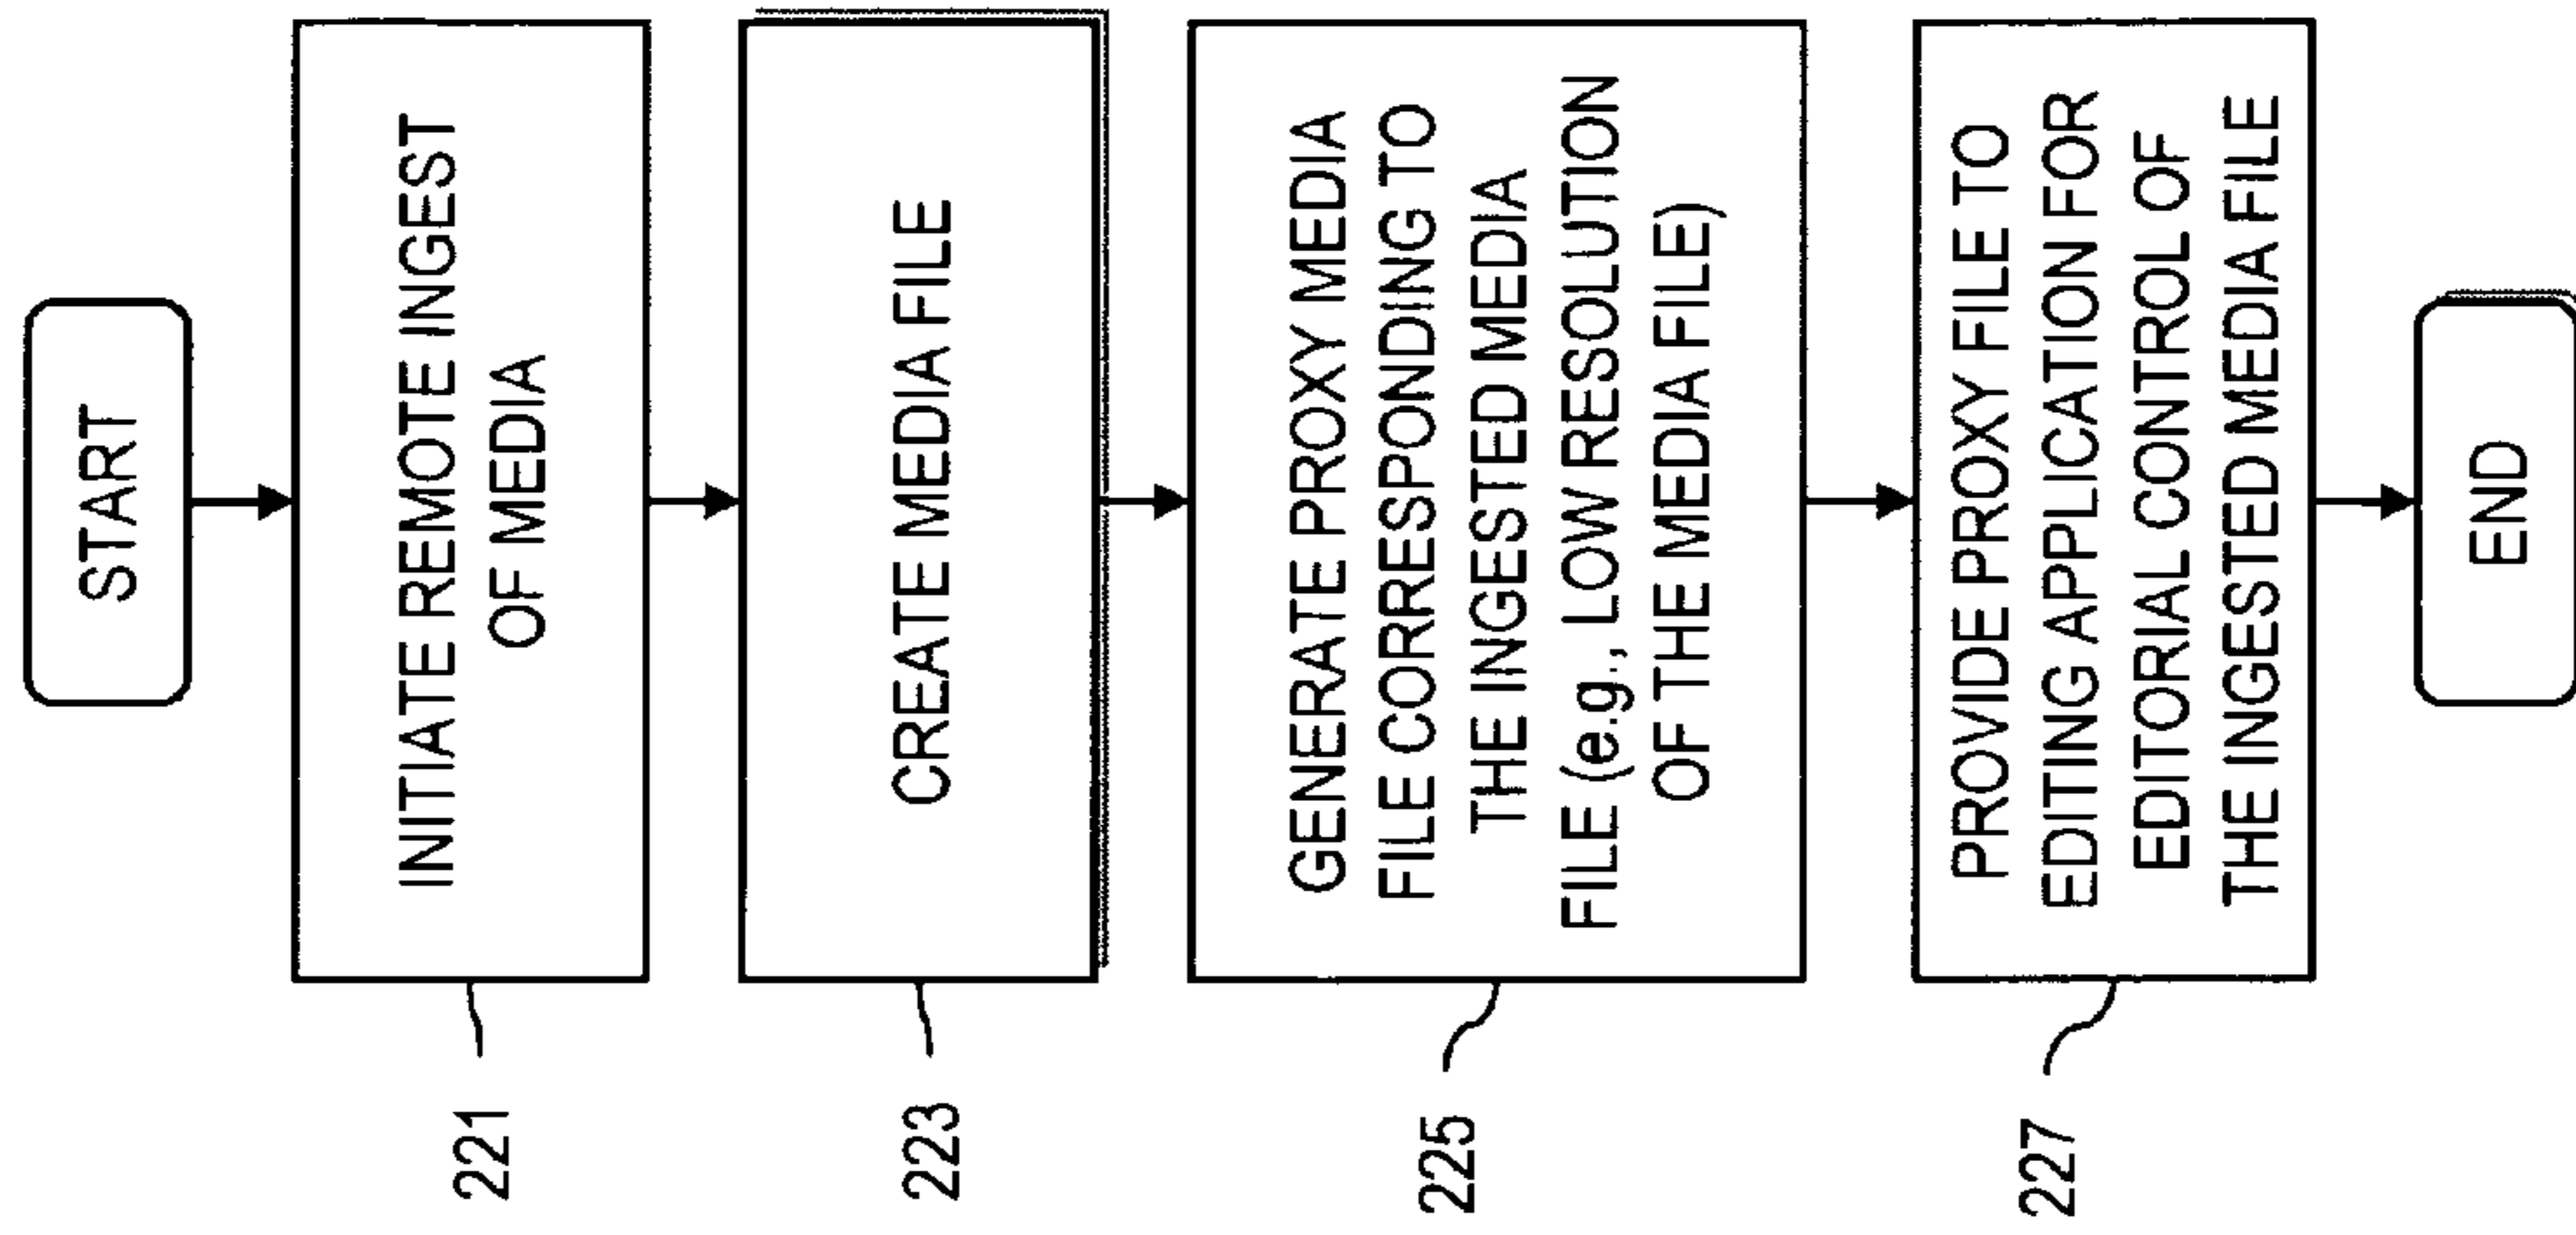 START
INITIATE REMOTE INGEST
OF MEDIA
221
CREATE MEDIA FILE
223
GENERATE PROXY MEDIA
FILE CORRESPONDING TO
THE INGESTED MEDIA
FILE (e.g., LOW RESOLUTION
OF THE MEDIA FILE)
225
PROVIDE PROXY FILE TO
EDITING APPLICATION FOR
EDITORIAL CONTROL OF
THE INGESTED MEDIA FILE
227
END